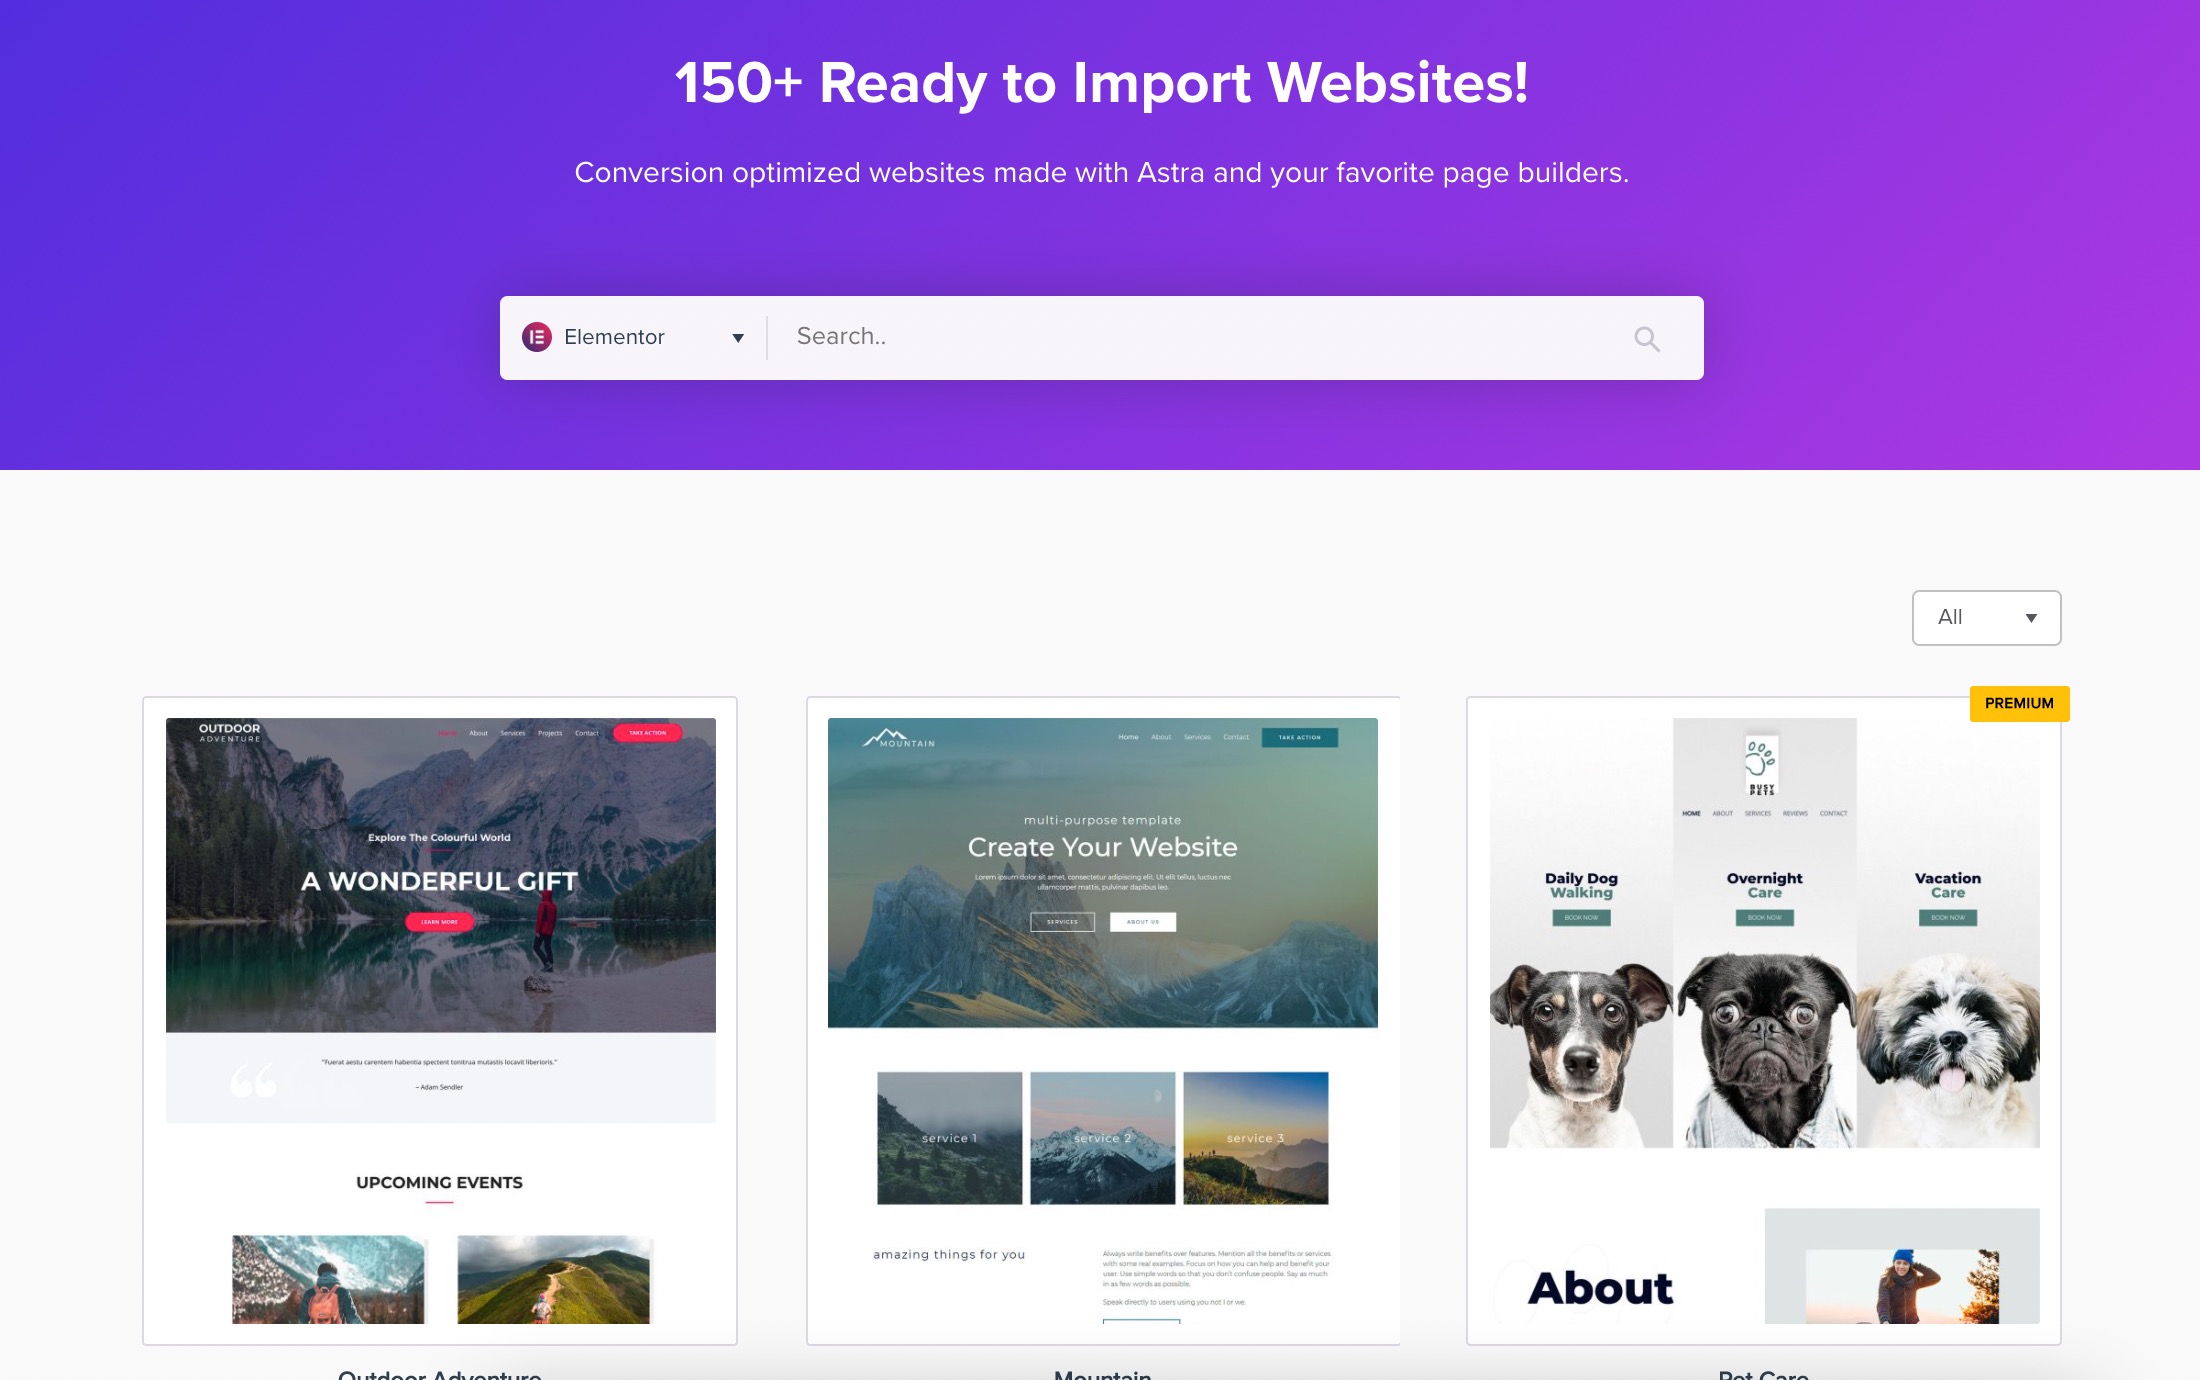 150+ Ready to Import Websites!
Conversion optimized websites made with Astra and your favorite page builders.
Elementor
Search..
All
PREMIUM
OUTDOOR
ADVENTURE
Home About Services Projects Contact TAKE ACTION
Explore The Colourful World
A WONDERFUL GIFT
LEARN MORE
"Fuerat aestu carentem habentia spectent tonitrua mutastis locavit liberioris."
– Adam Sendler
UPCOMING EVENTS
Outdoor Adventure
MOUNTAIN
Home About Services Contact TAKE ACTION
multi-purpose template
Create Your Website
Lorem ipsum dolor sit amet, consectetur adipiscing elit. Ut elit tellus, luctus nec
ullamcorper mattis, pulvinar dapibus leo.
SERVICES ABOUT US
service 1 service 2 service 3
amazing things for you
Always write benefits over features. Mention all the benefits or services
with some real examples. Focus on how you can help and benefit your
user. Use simple words so that you don't confuse people. Say as much
in as few words as possible.
Speak directly to users using you not I or we.
Mountain
BUSY
PETS
HOME ABOUT SERVICES REVIEWS CONTACT
Daily Dog
Walking
BOOK NOW
Overnight
Care
BOOK NOW
Vacation
Care
BOOK NOW
About
Pet Care